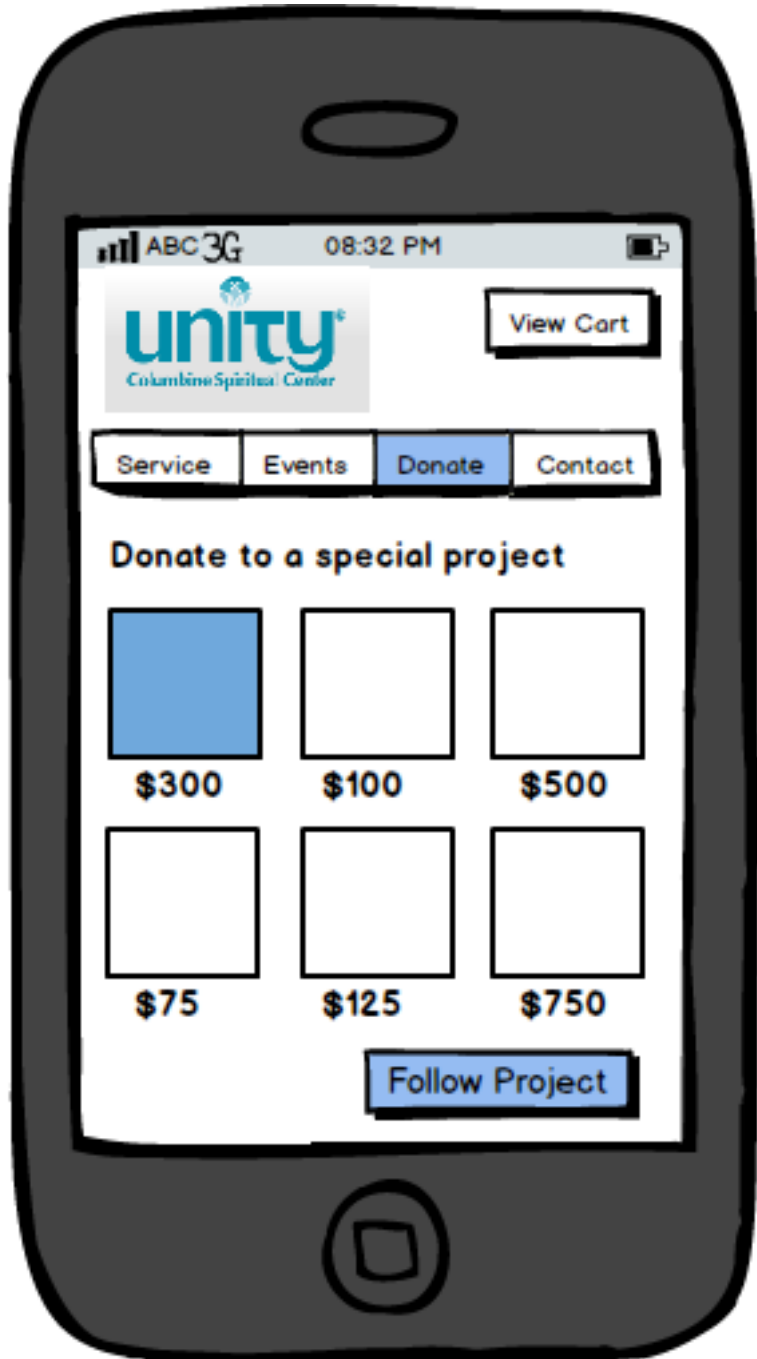 ABC 3G 08:32 PM
unity®
Columbine Spiritual Center
View Cart
Service Events Donate Contact
Donate to a special project
$300 $100 $500
$75 $125 $750
Follow Project